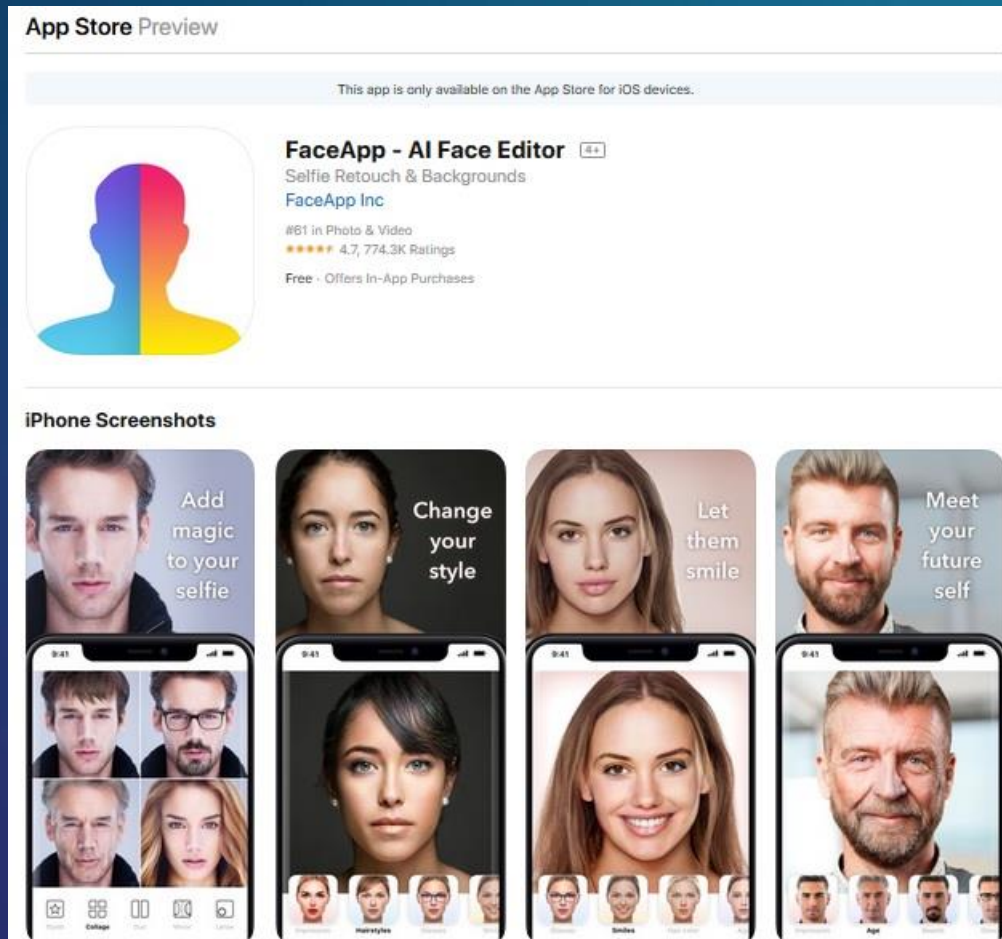 App Store Preview
This app is only available on the App Store for iOS devices.
FaceApp - AI Face Editor 4+
Selfie Retouch & Backgrounds
FaceApp Inc
#61 in Photo & Video
4.7, 774.3K Ratings
Free · Offers In-App Purchases
iPhone Screenshots
Add
magic
to your
selfie
Change
your
style
Let
them
smile
Meet
your
future
self
9:41
9:41
9:41
9:41
Collage
Hairstyles
Smiles
Age